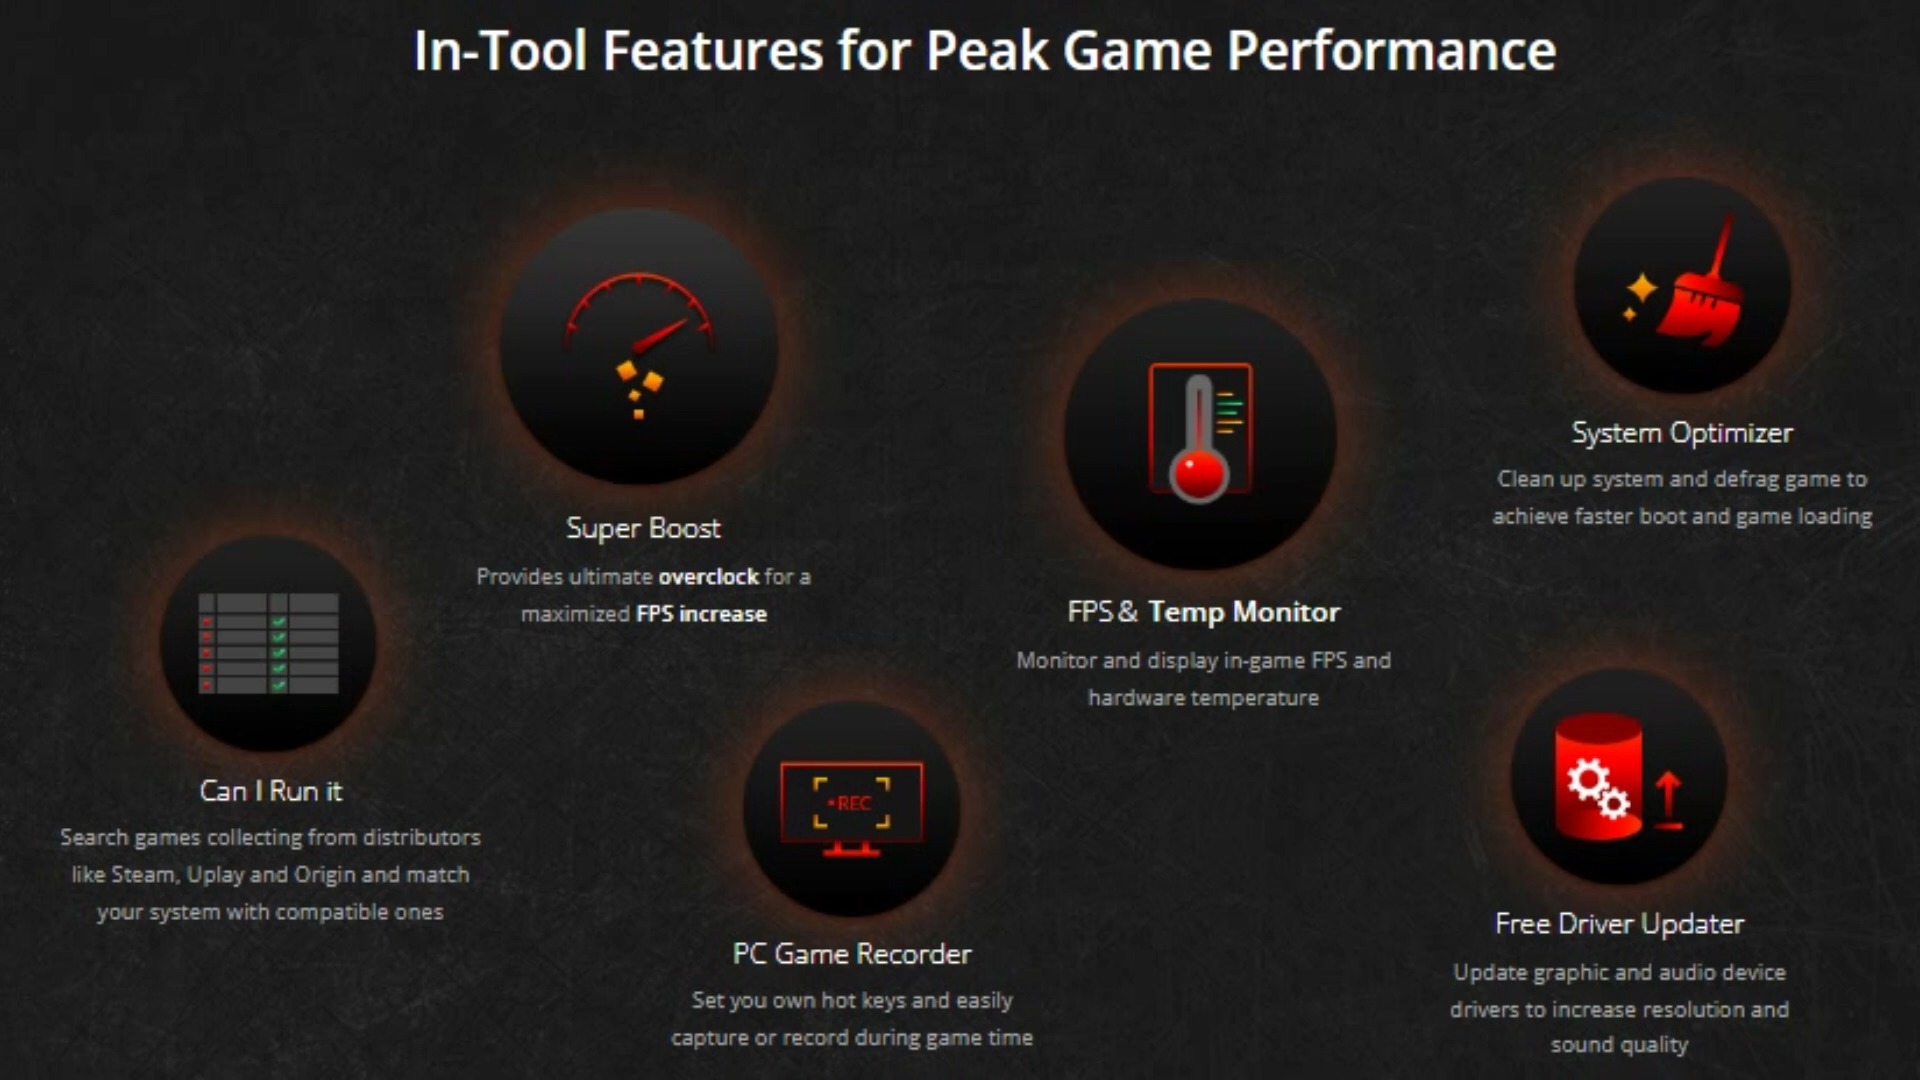 In-Tool Features for Peak Game Performance
Super Boost
Provides ultimate overclock for a
maximized FPS increase
System Optimizer
Clean up system and defrag game to
achieve faster boot and game loading
FPS & Temp Monitor
Monitor and display in-game FPS and
hardware temperature
Can I Run it
Search games collecting from distributors
like Steam, Uplay and Origin and match
your system with compatible ones
•REC
PC Game Recorder
Set you own hot keys and easily
capture or record during game time
Free Driver Updater
Update graphic and audio device
drivers to increase resolution and
sound quality